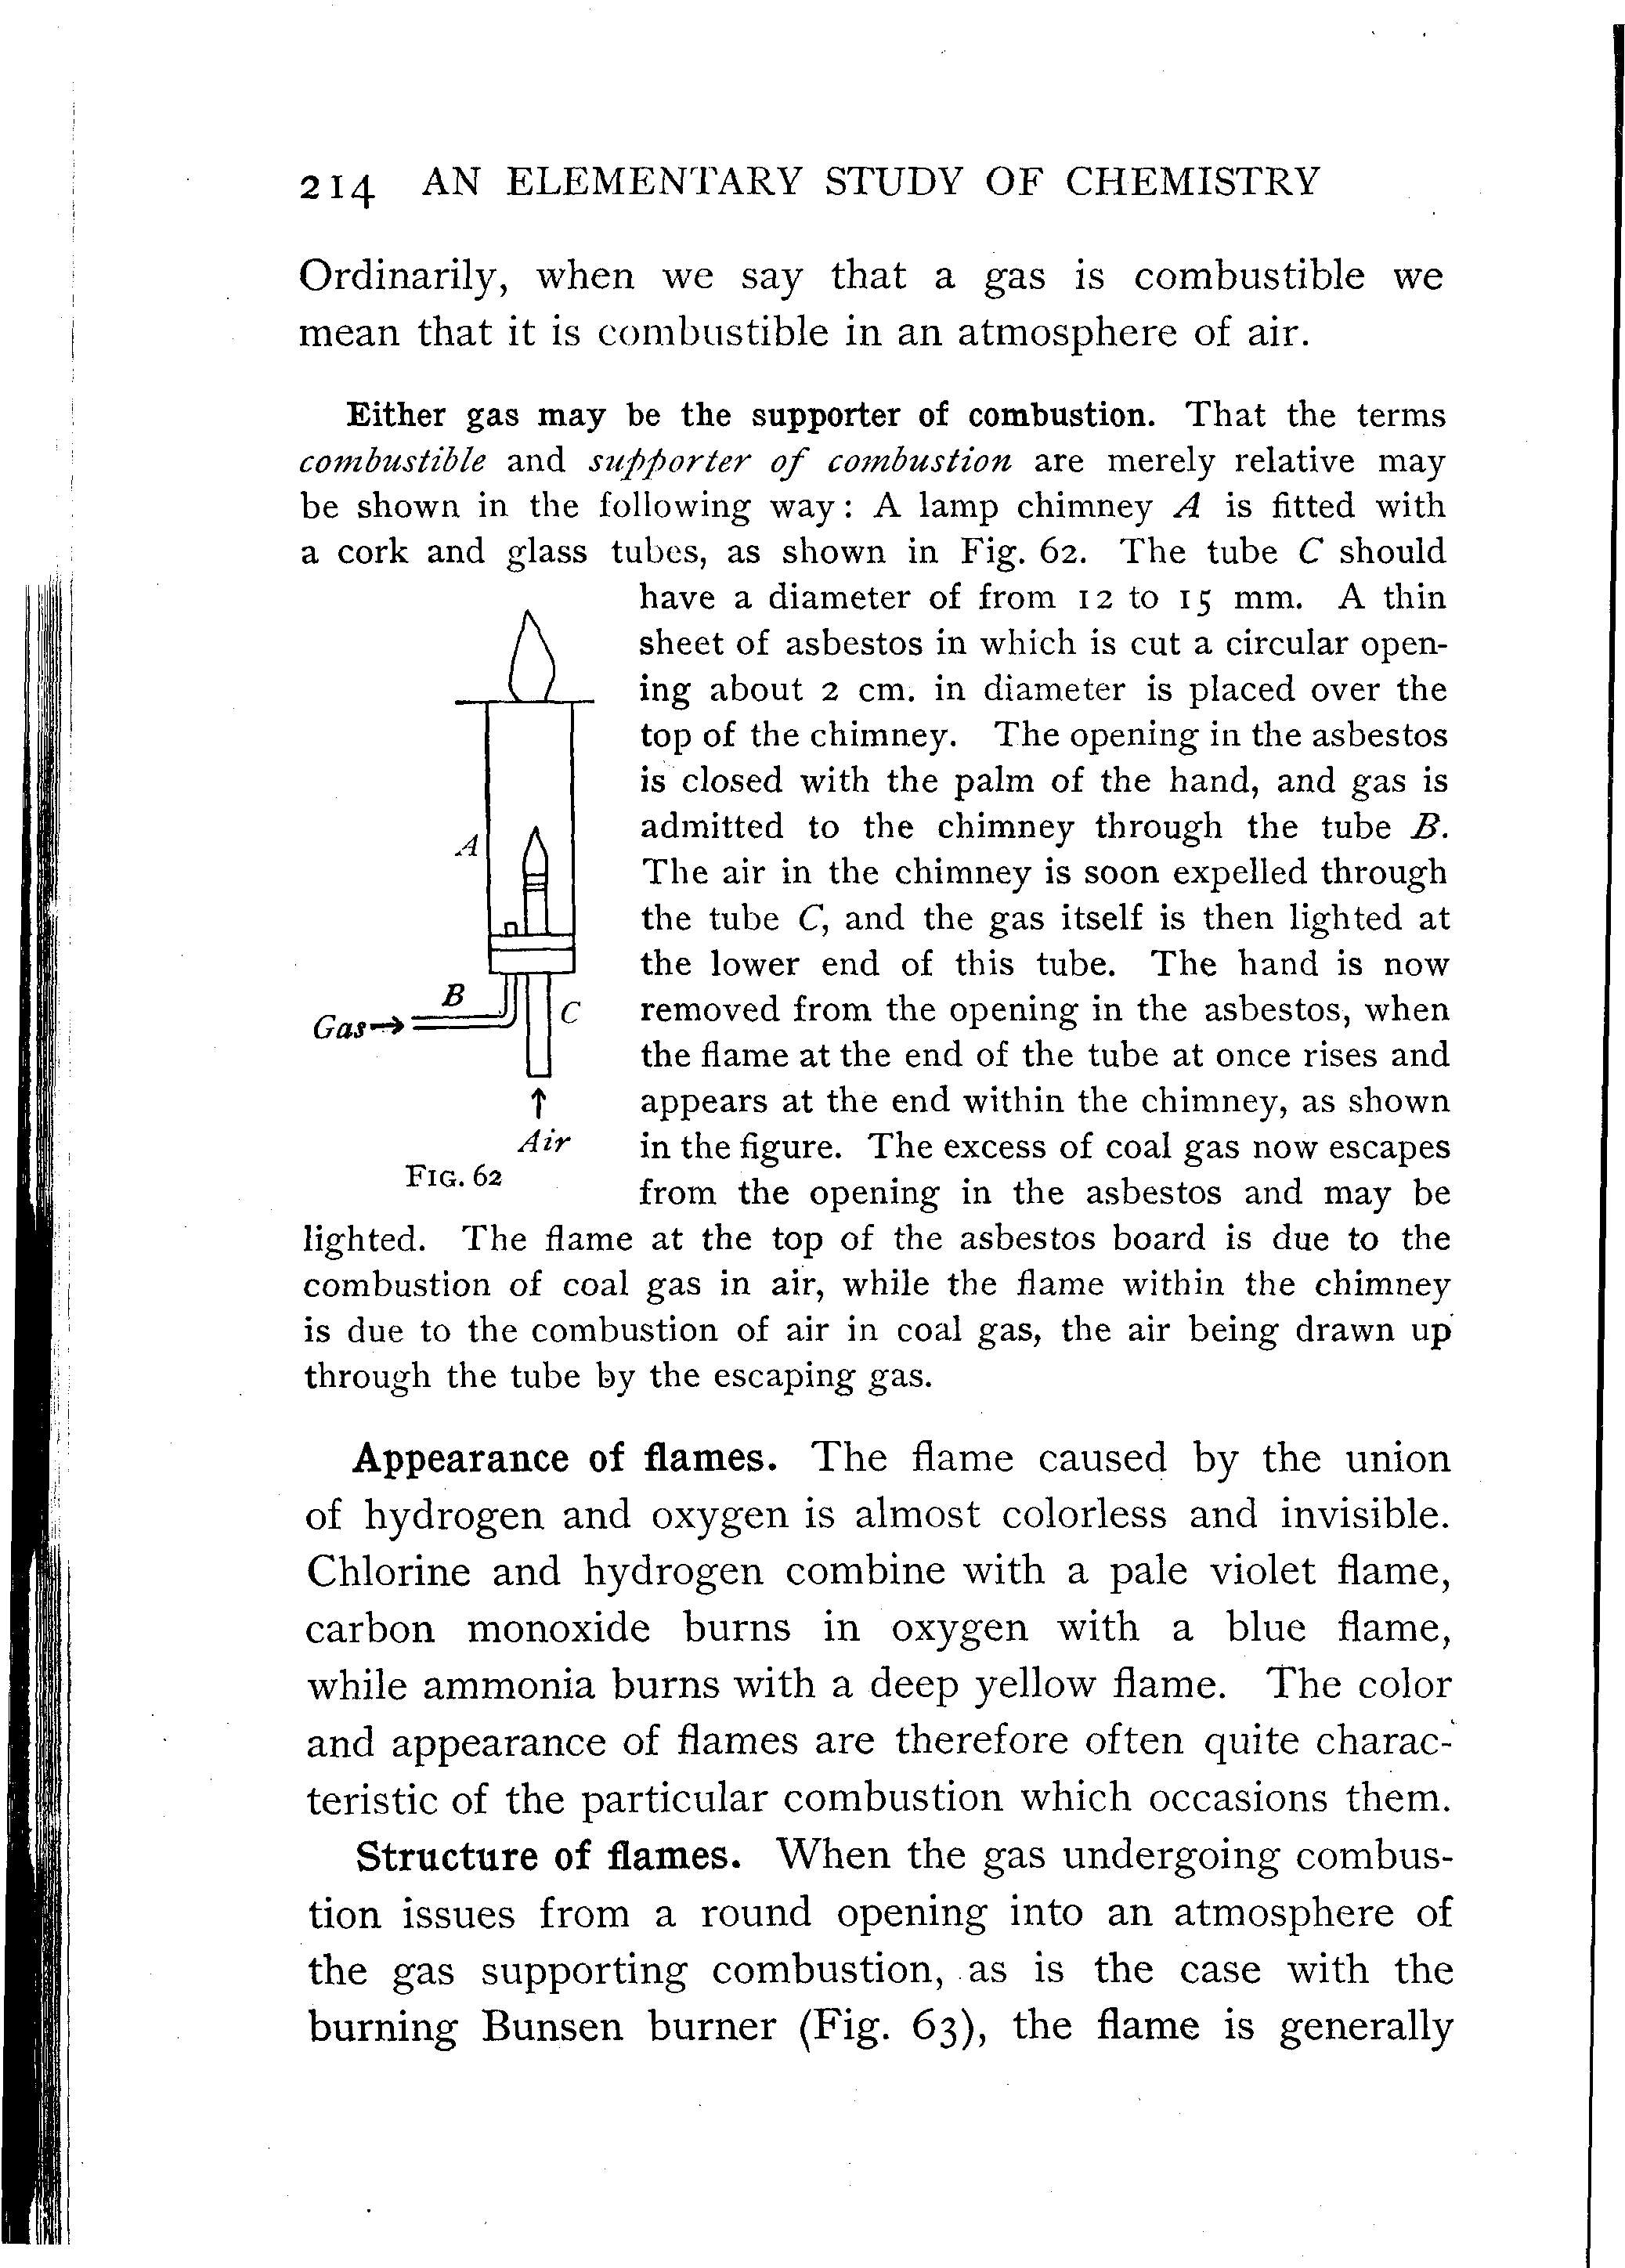 214 AN ELEMENTARY STUDY OF CHEMISTRY
Ordinarily, when we say that a gas is combustible we
mean that it is combustible in an atmosphere of air.
Either gas may be the supporter of combustion. That the terms
combustible and supporter of combustion are merely relative may
be shown in the following way: A lamp chimney A is fitted with
a cork and glass tubes, as shown in Fig. 62. The tube C should
have a diameter of from 12 to 15 mm. A thin
sheet of asbestos in which is cut a circular open-
ing about 2 cm. in diameter is placed over the
top of the chimney. The opening in the asbestos
is closed with the palm of the hand, and gas is
admitted to the chimney through the tube B.
The air in the chimney is soon expelled through
the tube C, and the gas itself is then lighted at
the lower end of this tube. The hand is now
removed from the opening in the asbestos, when
the flame at the end of the tube at once rises and
appears at the end within the chimney, as shown
in the figure. The excess of coal gas now escapes
from the opening in the asbestos and may be
A
B
C
Gas→
Air
FIG. 62
lighted. The flame at the top of the asbestos board is due to the
combustion of coal gas in air, while the flame within the chimney
is due to the combustion of air in coal gas, the air being drawn up
through the tube by the escaping gas.
Appearance of flames. The flame caused by the union
of hydrogen and oxygen is almost colorless and invisible.
Chlorine and hydrogen combine with a pale violet flame,
carbon monoxide burns in oxygen with a blue flame,
while ammonia burns with a deep yellow flame. The color
and appearance of flames are therefore often quite charac-
teristic of the particular combustion which occasions them.
Structure of flames. When the gas undergoing combus-
tion issues from a round opening into an atmosphere of
the gas supporting combustion, as is the case with the
burning Bunsen burner (Fig. 63), the flame is generally